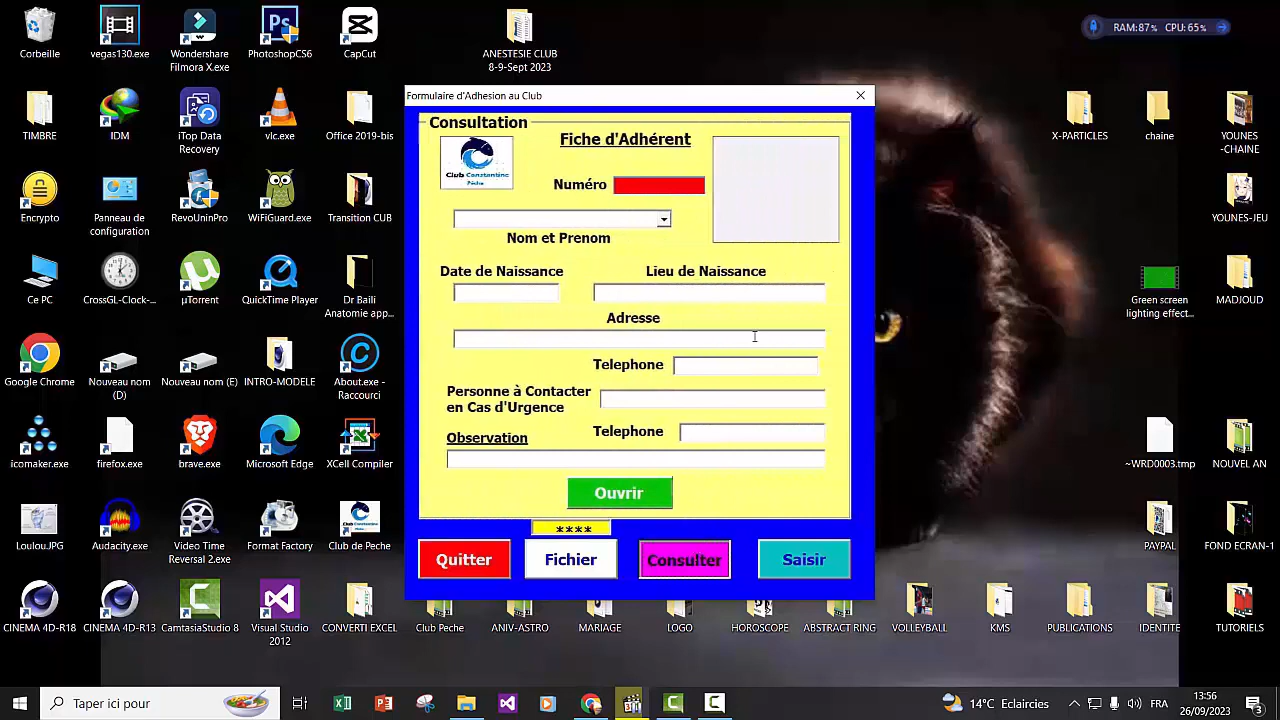 Corbeille
vegas130.exe
Wondershare
Filmora X.exe
PhotoshopCS6
CapCut
ANESTESIE CLUB
8-9-Sept 2023
RAM:87% CPU:65%
Formulaire d'Adhesion au Club
Consultation
Fiche d'Adhérent
Club Constantine
Pêche
Numéro
Nom et Prenom
Date de Naissance
Lieu de Naissance
Adresse
Telephone
Personne à Contacter
en Cas d'Urgence
Telephone
Observation
Ouvrir
****
Quitter
Fichier
Consulter
Saisir
TIMBRE
IDM
iTop Data
Recovery
vlc.exe
Office 2019-bis
X-PARTICLES
chaine
YOUNES
-CHAINE
Encrypto
Panneau de
configuration
RevoUninPro
WiFiGuard.exe
Transition CUB
YOUNES-JEU
Ce PC
CrossGL-Clock-...
µTorrent
QuickTime Player
Dr Baili
Anatomie app...
Green screen
lighting effect...
MADJOUD
Google Chrome
Nouveau nom
(D)
Nouveau nom (E)
INTRO-MODELE
About.exe -
Raccourci
icomaker.exe
firefox.exe
brave.exe
Microsoft Edge
XCell Compiler
~WRD0003.tmp
NOUVEL AN
Loulou.JPG
Audacity.exe
Video Time
Reversal 2.exe
Format Factory
Club de Peche
PAYPAL
FOND ECRAN-1
CINEMA 4D-R18
CINEMA 4D-R13
CamtasiaStudio 8
Visual Studio
2012
CONVERTI EXCEL
Club Peche
ANIV-ASTRO
MARIAGE
LOGO
HOROSCOPE
ABSTRACT RING
VOLLEYBALL
KMS
PUBLICATIONS
IDENTITE
TUTORIELS
Taper ici pour
14°C Eclaircies
FRA
13:56
26/09/2023